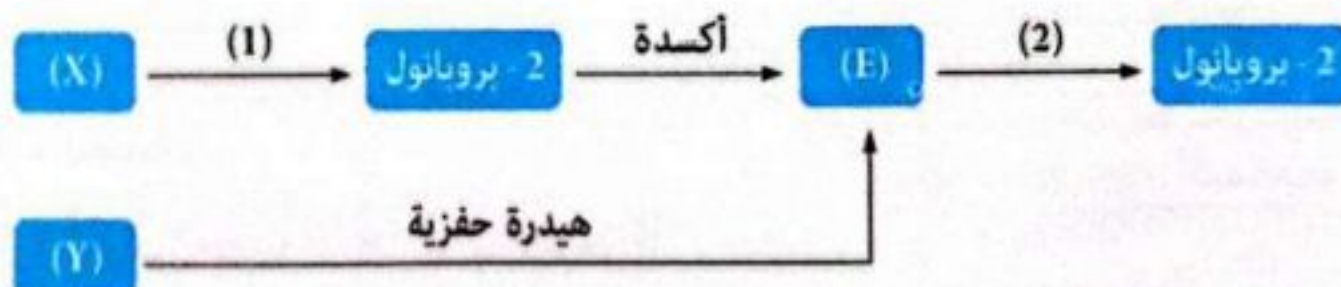 (X) (1) 2 - بروبانول أكسدة (E) (2) 2 - بروبانول
(Y) هيدرة حفزية